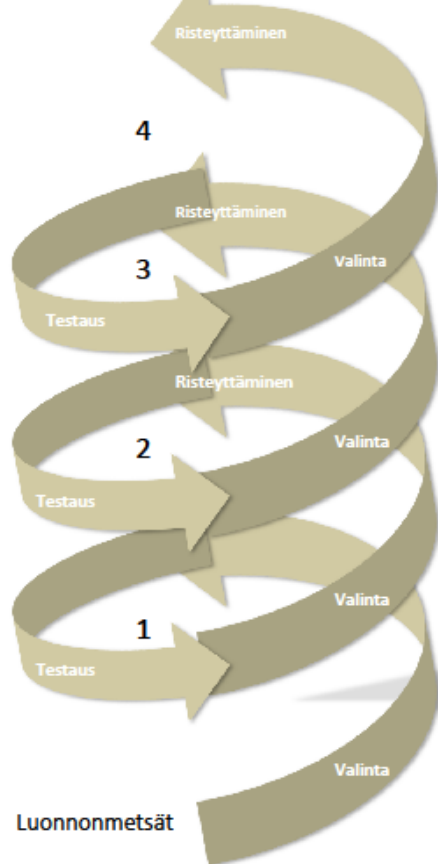 Risteyttäminen
4
Risteyttäminen
Valinta
3
Testaus
Risteyttäminen
Valinta
2
Testaus
Valinta
1
Testaus
Valinta
Luonnonmetsät